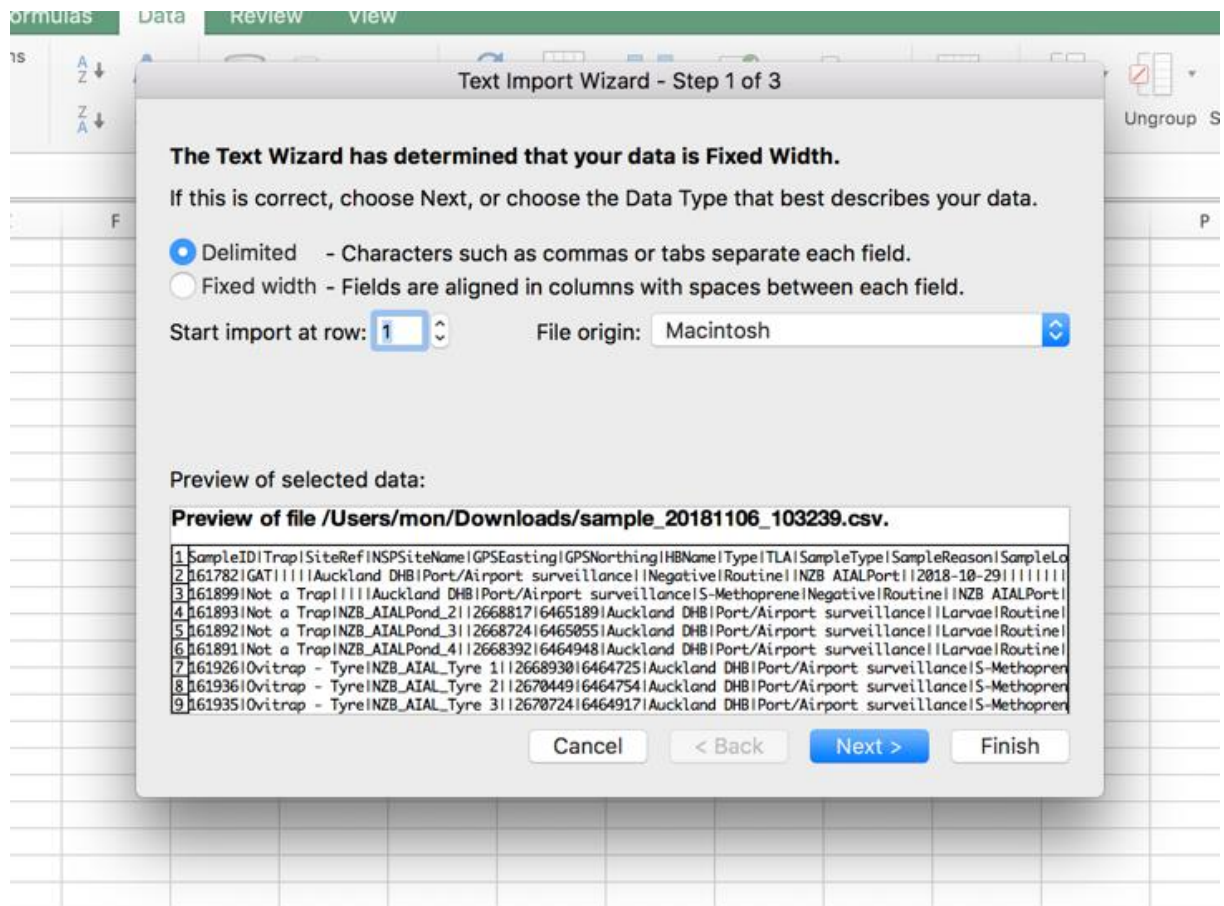 Data Review View
Ungroup
F
P
Text Import Wizard - Step 1 of 3
The Text Wizard has determined that your data is Fixed Width.
If this is correct, choose Next, or choose the Data Type that best describes your data.
Delimited - Characters such as commas or tabs separate each field.
Fixed width - Fields are aligned in columns with spaces between each field.
Start import at row: 1 File origin: Macintosh
Preview of selected data:
Preview of file /Users/mon/Downloads/sample_20181106_103239.csv.
1 SampleID|Trap|SiteRef|NSPSiteName|GPSEasting|GPSNorthing|HBName|Type|TLA|SampleType|SampleReason|SampleLo
2 161782|GAT|||||Auckland DHB|Port/Airport surveillance||Negative|Routine||NZB AIALPort||2018-10-29||||||||
3 161899|Not a Trap|||||Auckland DHB|Port/Airport surveillance|S-Methoprene|Negative|Routine||NZB AIALPort|
4 161893|Not a Trap|NZB_AIALPond_2||2668817|6465189|Auckland DHB|Port/Airport surveillance||Larvae|Routine|
5 161892|Not a Trap|NZB_AIALPond_3||2668724|6465055|Auckland DHB|Port/Airport surveillance||Larvae|Routine|
6 161891|Not a Trap|NZB_AIALPond_4||2668392|6464948|Auckland DHB|Port/Airport surveillance||Larvae|Routine|
7 161926|Ovitrap - Tyre|NZB_AIAL_Tyre 1||2668930|6464725|Auckland DHB|Port/Airport surveillance|S-Methopren
8 161936|Ovitrap - Tyre|NZB_AIAL_Tyre 2||2670449|6464754|Auckland DHB|Port/Airport surveillance|S-Methopren
9 161935|Ovitrap - Tyre|NZB_AIAL_Tyre 3||2670724|6464917|Auckland DHB|Port/Airport surveillance|S-Methopren
Cancel < Back Next > Finish